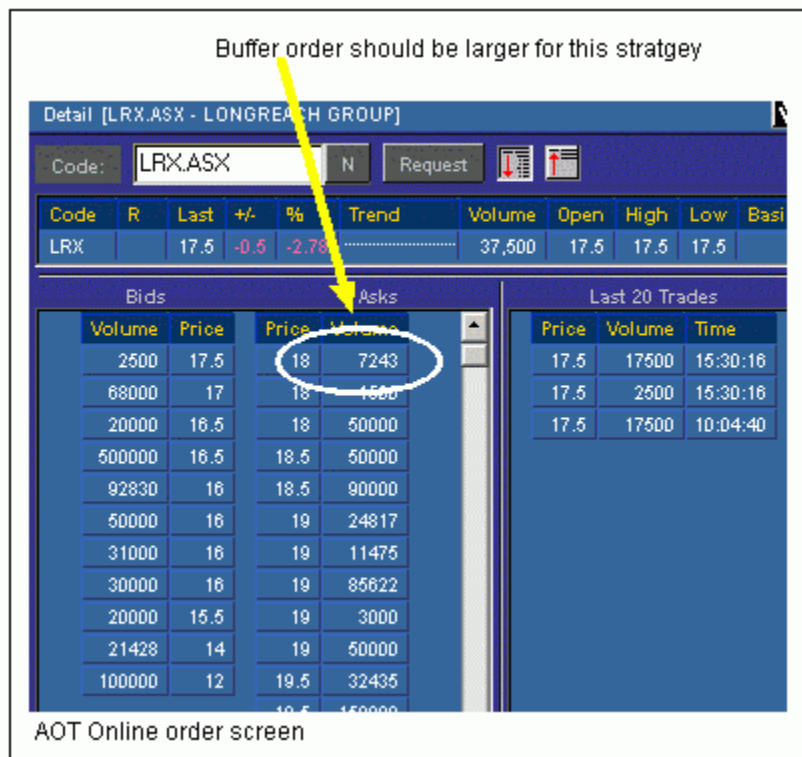 Buffer order should be larger for this stratgey
Detail [LRX.ASX - LONGREACH GROUP]
Code: LRX.ASX N Request
Code R Last +/- % Trend Volume Open High Low Basi
LRX 17.5 -0.5 -2.78 37,500 17.5 17.5 17.5
Bids Asks Last 20 Trades
Volume Price Price Volume Price Volume Time
2500 17.5 18 7243 17.5 17500 15:30:16
68000 17 18 1500 17.5 2500 15:30:16
20000 16.5 18 50000 17.5 17500 10:04:40
500000 16.5 18.5 50000
92830 16 18.5 90000
50000 16 19 24817
31000 16 19 11475
30000 16 19 85622
20000 15.5 19 3000
21428 14 19 50000
100000 12 19.5 32435
19.5
AOT Online order screen